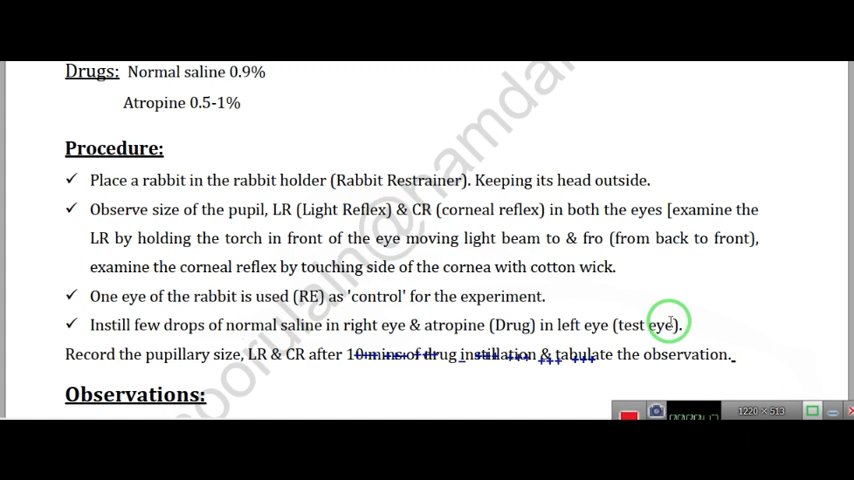 Drugs: Normal saline 0.9%
Atropine 0.5-1%
Procedure:
✓ Place a rabbit in the rabbit holder (Rabbit Restrainer). Keeping its head outside.
✓ Observe size of the pupil, LR (Light Reflex) & CR (corneal reflex) in both the eyes [examine the
LR by holding the torch in front of the eye moving light beam to & fro (from back to front),
examine the corneal reflex by touching side of the cornea with cotton wick.
✓ One eye of the rabbit is used (RE) as 'control' for the experiment.
✓ Instill few drops of normal saline in right eye & atropine (Drug) in left eye (test eye).
Record the pupillary size, LR & CR after 10 mins of drug instillation & tabulate the observation.
Observations:
noorulain@hamdar
1220 × 513